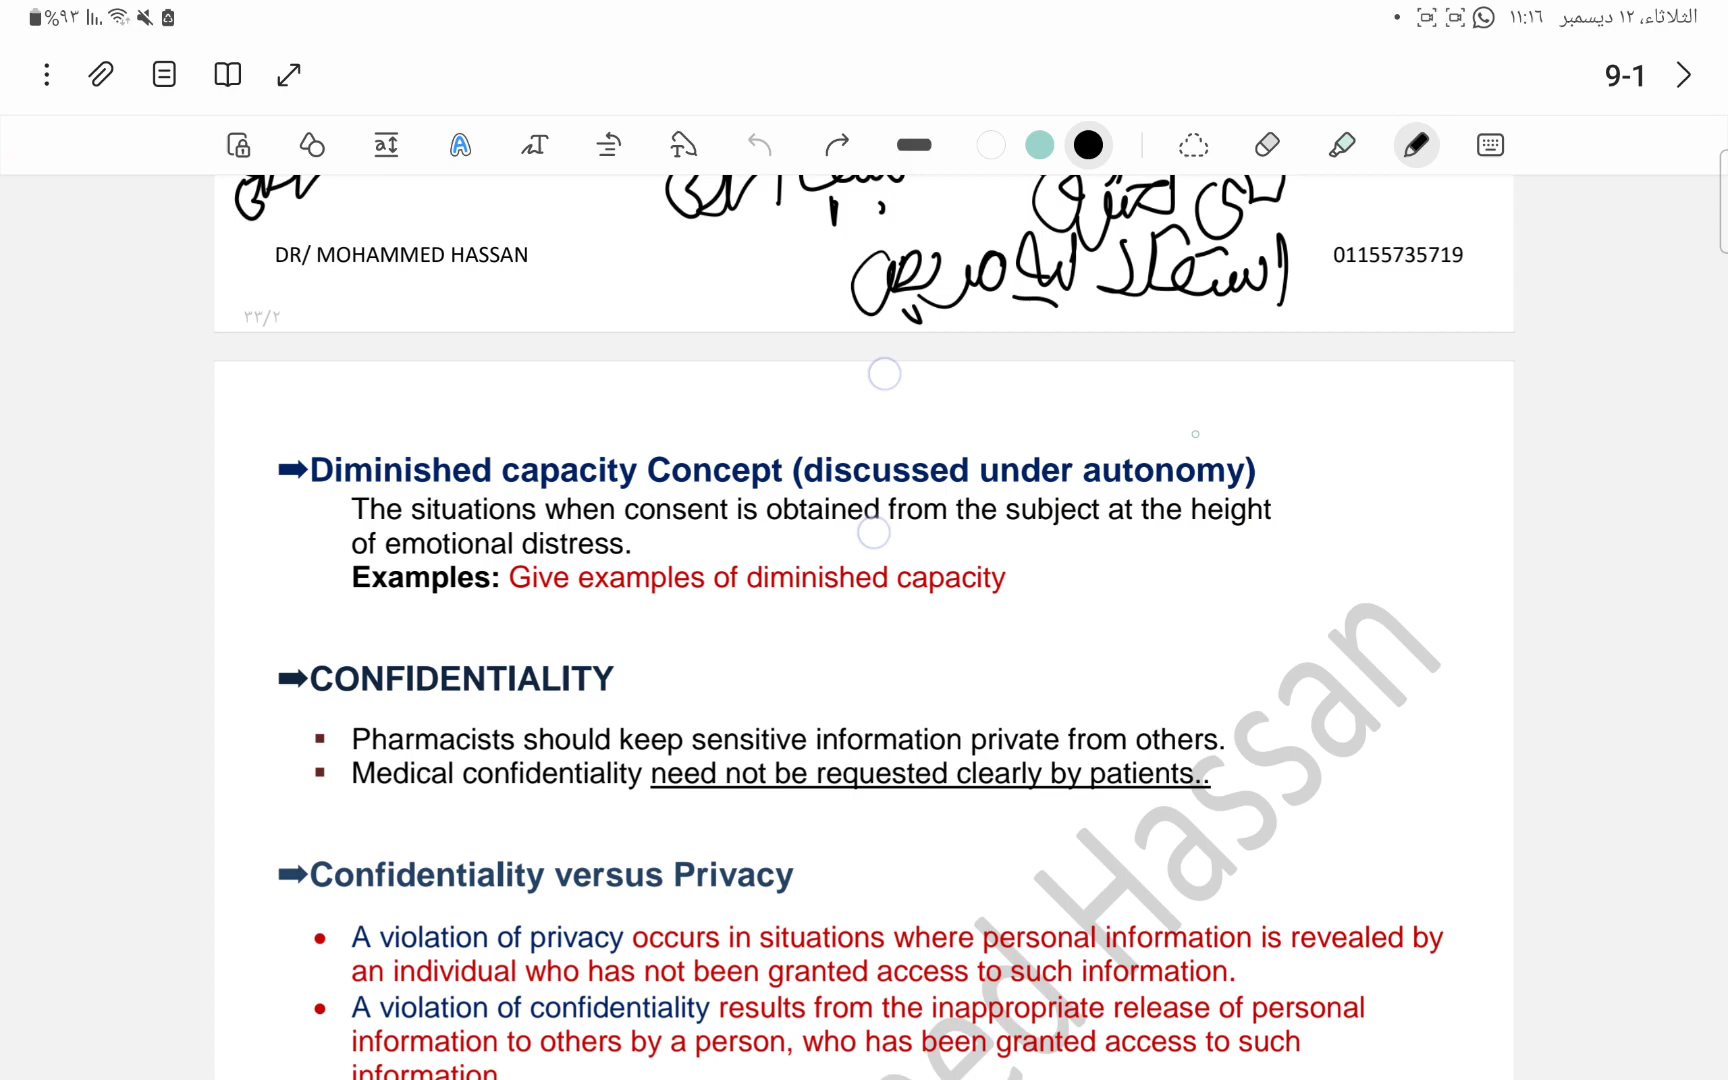 %٩٣
الثلاثاء، ١٢ ديسمبر ١١:١٦
9-1
DR/ MOHAMMED HASSAN
01155735719
٣٣/٢
➡Diminished capacity Concept (discussed under autonomy)
The situations when consent is obtained from the subject at the height
of emotional distress.
Examples: Give examples of diminished capacity
➡CONFIDENTIALITY
▪ Pharmacists should keep sensitive information private from others.
▪ Medical confidentiality need not be requested clearly by patients..
➡Confidentiality versus Privacy
• A violation of privacy occurs in situations where personal information is revealed by
an individual who has not been granted access to such information.
• A violation of confidentiality results from the inappropriate release of personal
information to others by a person, who has been granted access to such
information.
Hassan